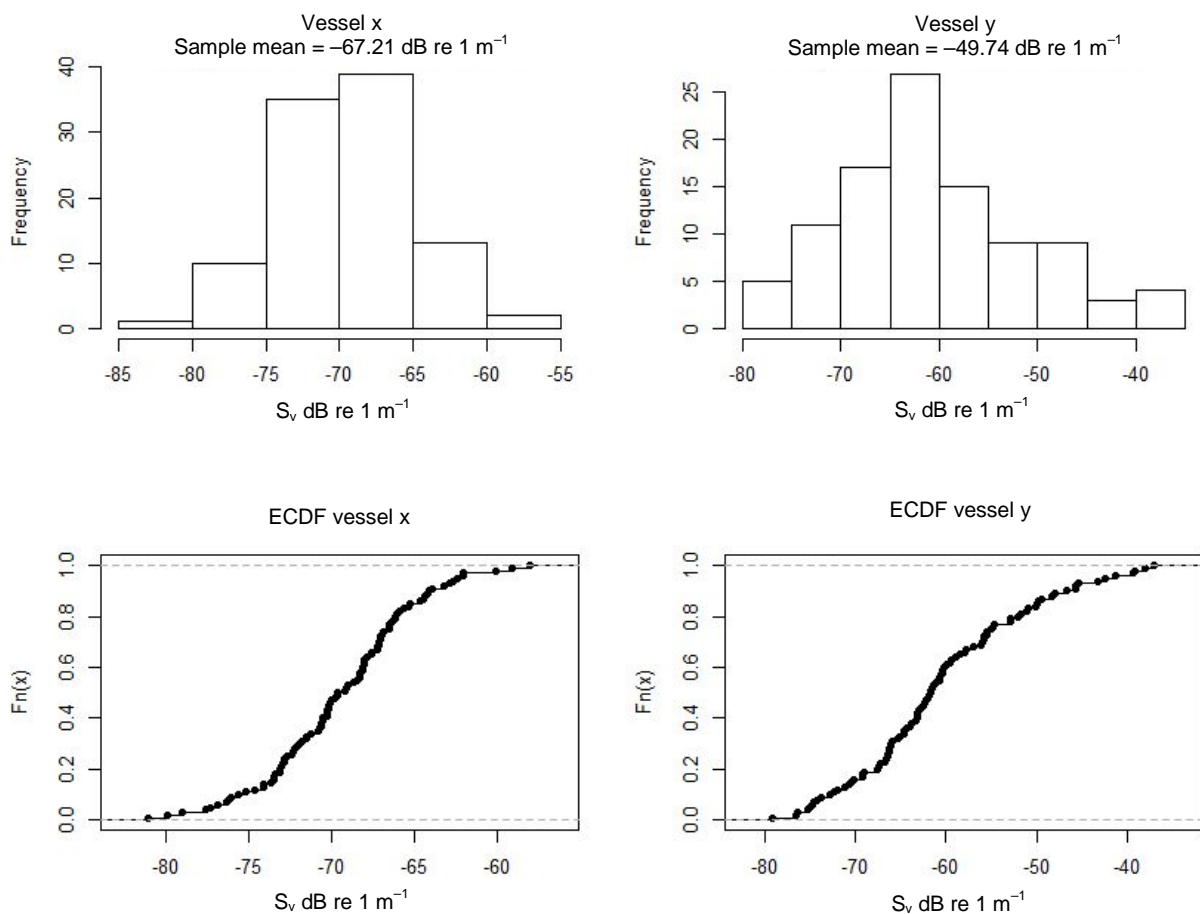 Vessel x
Sample mean = –67.21 dB re 1 m⁻¹
Frequency
40
30
20
10
0
-85 -80 -75 -70 -65 -60 -55
Sᵥ dB re 1 m⁻¹
Vessel y
Sample mean = –49.74 dB re 1 m⁻¹
Frequency
25
20
15
10
5
0
-80 -70 -60 -50 -40
Sᵥ dB re 1 m⁻¹
ECDF vessel x
Fn(x)
1.0
0.8
0.6
0.4
0.2
0.0
-80 -75 -70 -65 -60
Sᵥ dB re 1 m⁻¹
ECDF vessel y
Fn(x)
1.0
0.8
0.6
0.4
0.2
0.0
-80 -70 -60 -50 -40
Sᵥ dB re 1 m⁻¹